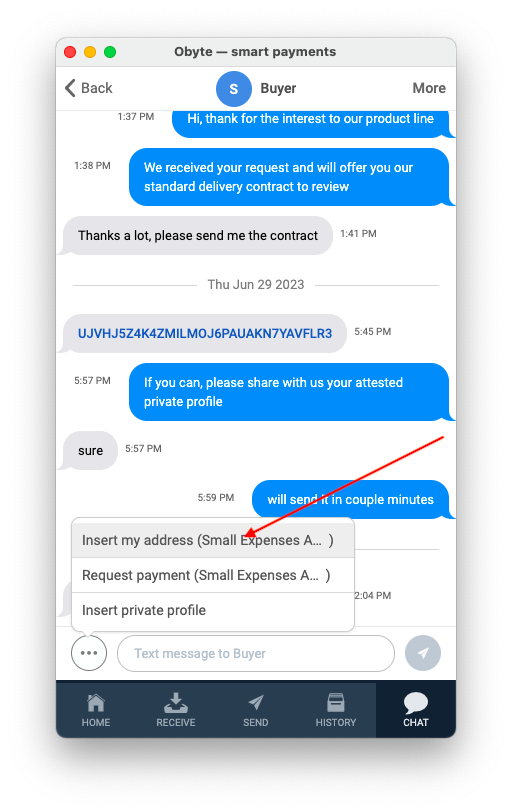 Obyte — smart payments
Back
S
Buyer
More
1:37 PM
Hi, thank for the interest to our product line
1:38 PM
We received your request and will offer you our
standard delivery contract to review
Thanks a lot, please send me the contract
1:41 PM
Thu Jun 29 2023
UJVHJ5Z4K4ZMILMOJ6PAUAKN7YAVFLR3
5:45 PM
5:57 PM
If you can, please share with us your attested
private profile
sure
5:57 PM
5:59 PM
will send it in couple minutes
Insert my address (Small Expenses A... )
Request payment (Small Expenses A... )
2:04 PM
Insert private profile
Text message to Buyer
HOME
RECEIVE
SEND
HISTORY
CHAT